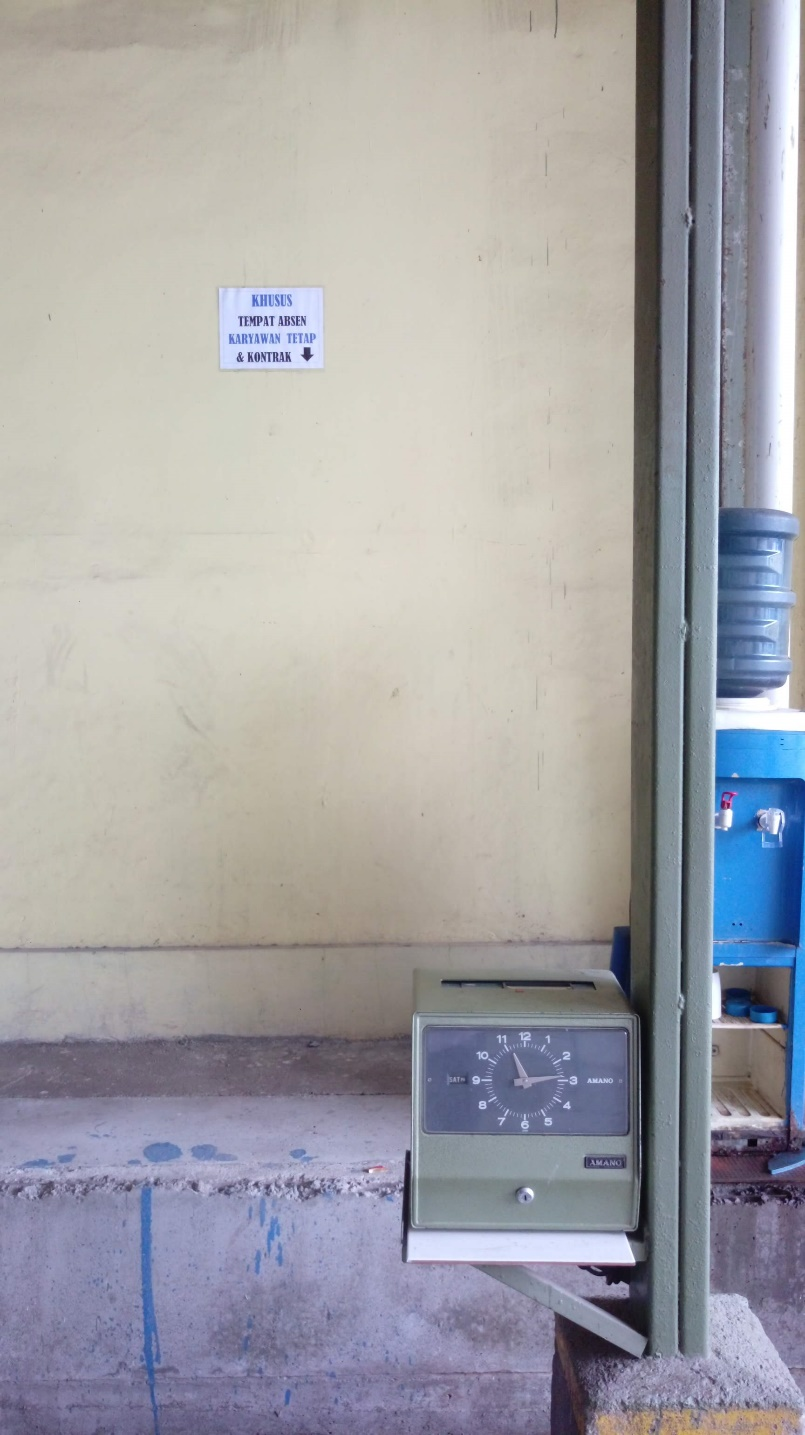 KHUSUS
TEMPAT ABSEN
KARYAWAN TETAP
& KONTRAK
12
11 1
10 2
9 3 AMANO
8 4
7 5
6
AMANO